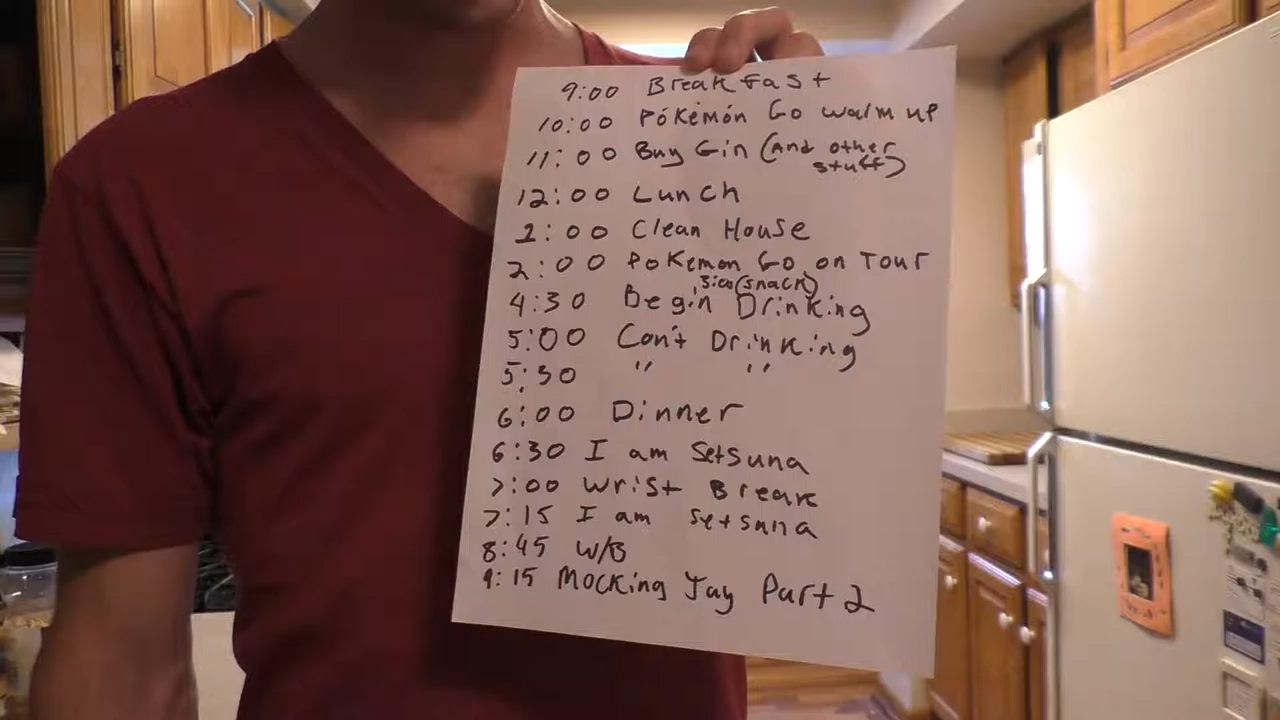 9:00 Breakfast
10:00 Pokémon Go warm up
11:00 Buy Gin (And other
stuff)
12:00 Lunch
1:00 Clean House
2:00 Pokemon Go on Tour
(snack)
4:30 Begin Drinking
5:00 Con't Drinking
5:30 " "
6:00 Dinner
6:30 I am Setsuna
7:00 Wrist Break
7:15 I am Setsuna
8:45 W/B
9:15 Mocking Jay Part 2